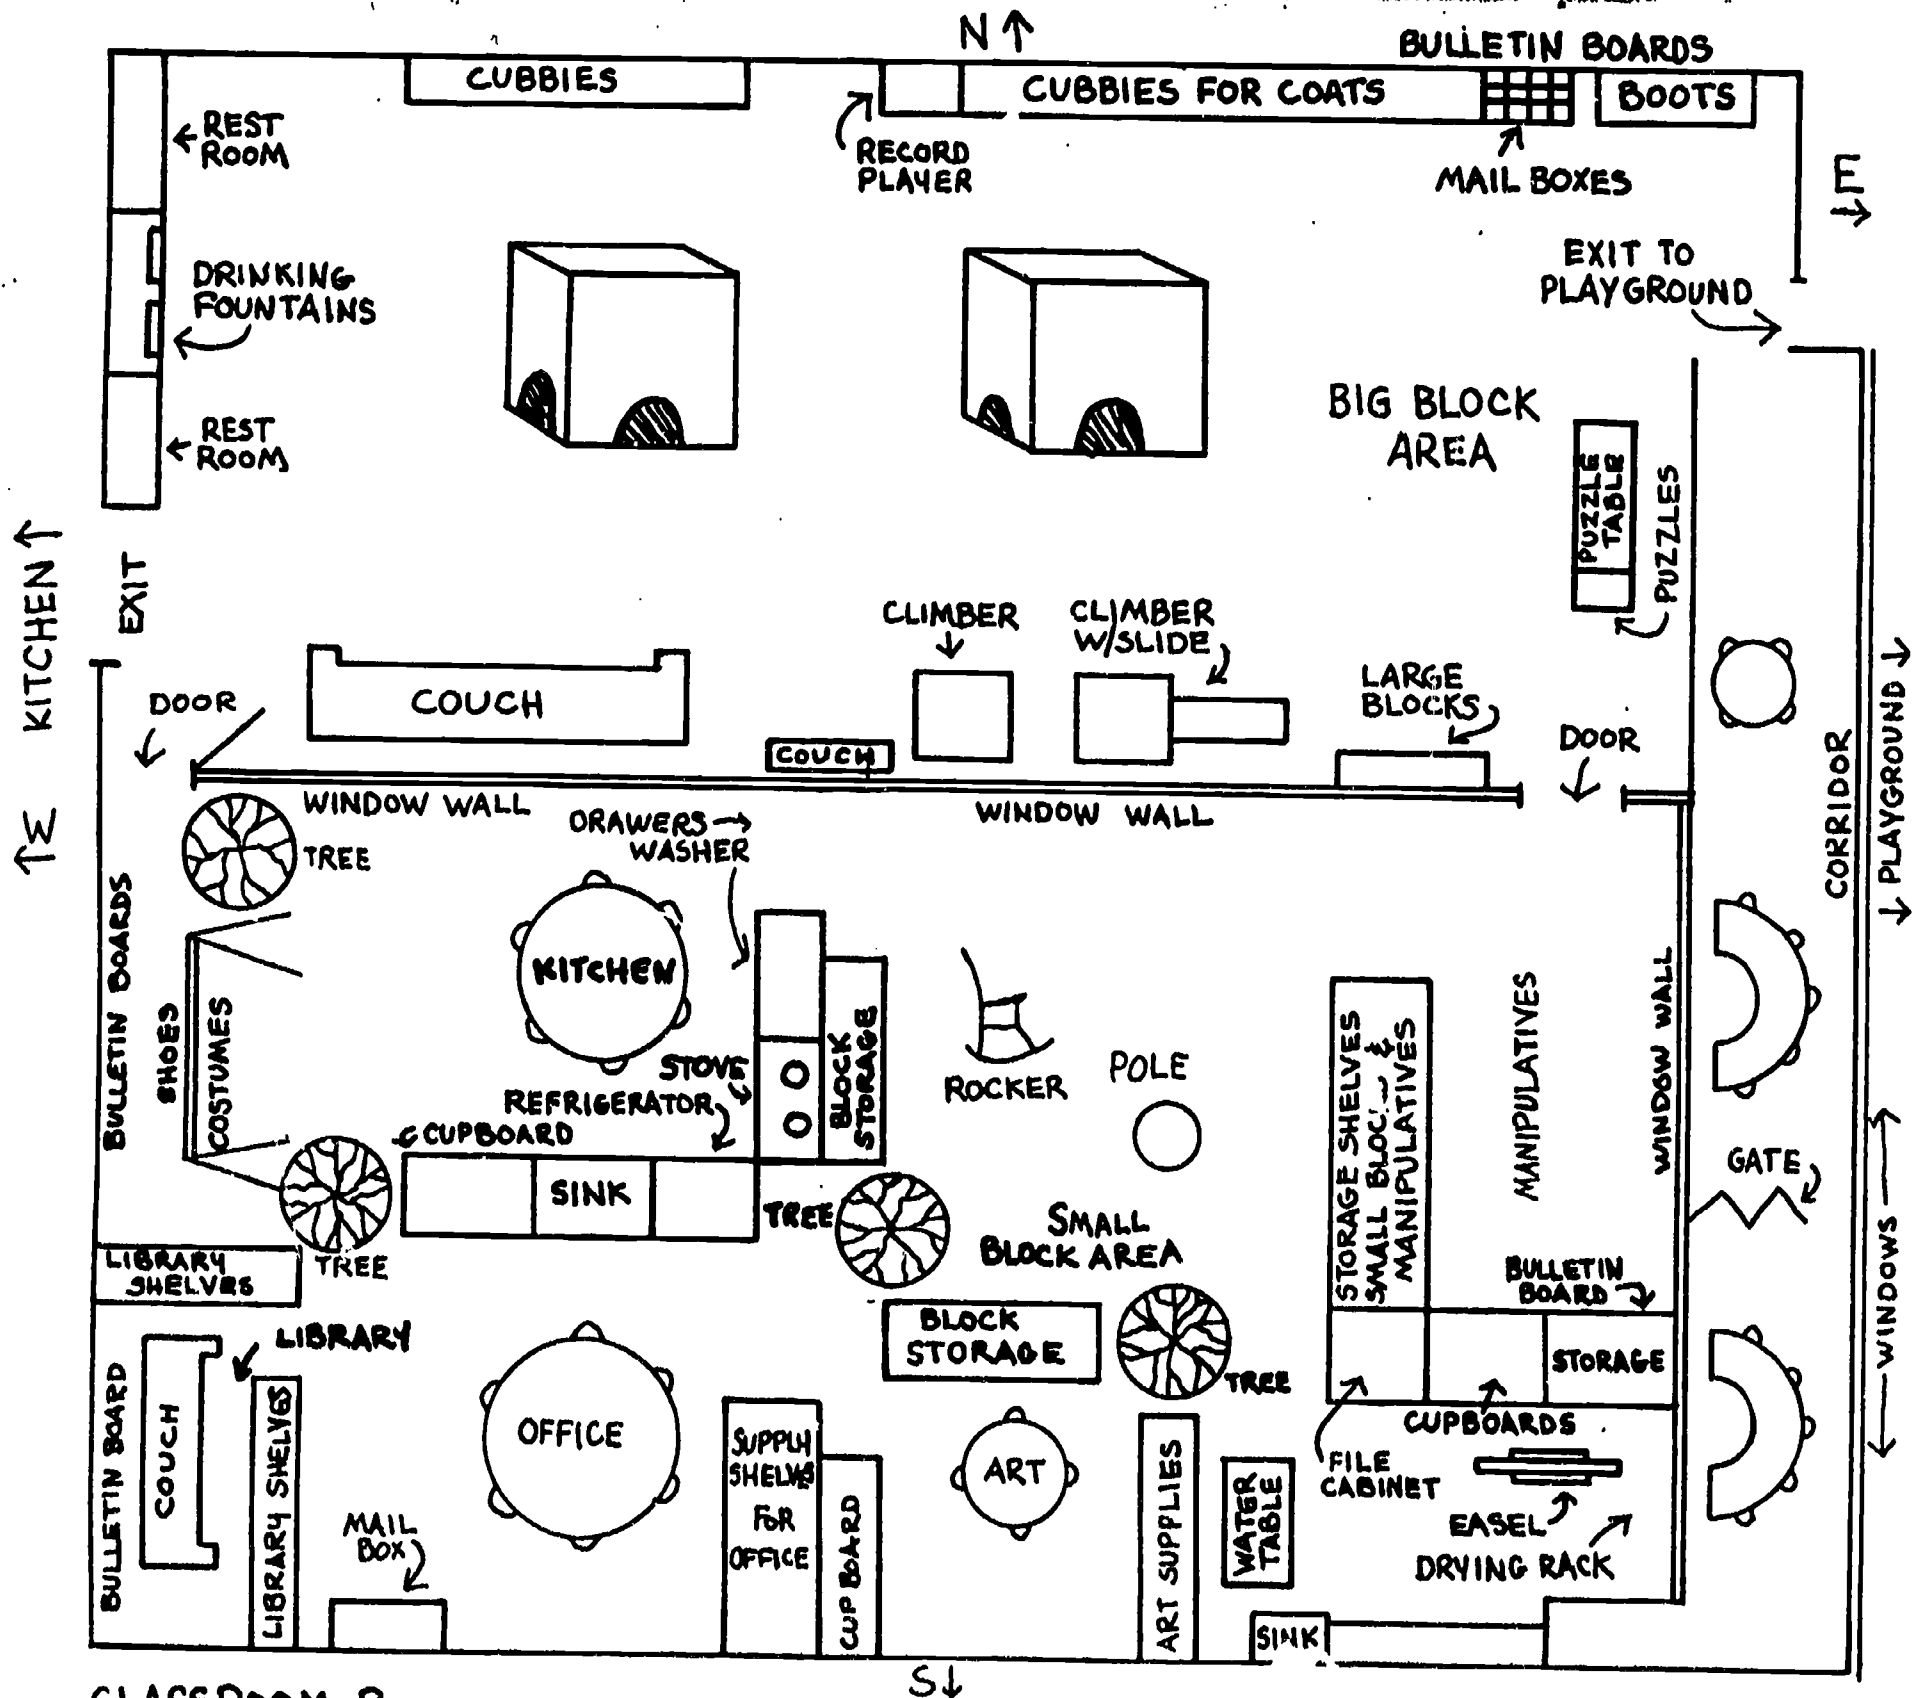 N
BULLETIN BOARDS
CUBBIES
CUBBIES FOR COATS
BOOTS
REST
ROOM
RECORD
PLAYER
MAIL BOXES
E
EXIT TO
PLAYGROUND
DRINKING
FOUNTAINS
BIG BLOCK
AREA
REST
ROOM
PUZZLE
TABLE
PUZZLES
KITCHEN
EXIT
CLIMBER
CLIMBER
W/SLIDE
LARGE
BLOCKS
DOOR
COUCH
COUCH
DOOR
CORRIDOR
PLAYGROUND
W
WINDOW WALL
WINDOW WALL
DRAWERS
WASHER
TREE
BULLETIN BOARDS
SHOES
COSTUMES
KITCHEN
STOVE
REFRIGERATOR
CUPBOARD
BLOCK
STORAGE
ROCKER
POLE
STORAGE SHELVES
SMALL BLOC &
MANIPULATIVES
MANIPULATIVES
WINDOW WALL
GATE
WINDOWS
SINK
TREE
TREE
SMALL
BLOCK AREA
LIBRARY
SHELVES
BULLETIN
BOARD
LIBRARY
BLOCK
STORAGE
TREE
STORAGE
CUPBOARDS
FILE
CABINET
BULLETIN BOARD
COUCH
LIBRARY SHELVES
OFFICE
SUPPLY
SHELVES
FOR
OFFICE
CUP BOARD
ART
ART SUPPLIES
WATER
TABLE
EASEL
DRYING RACK
MAIL
BOX
SINK
S
CLASSROOM B